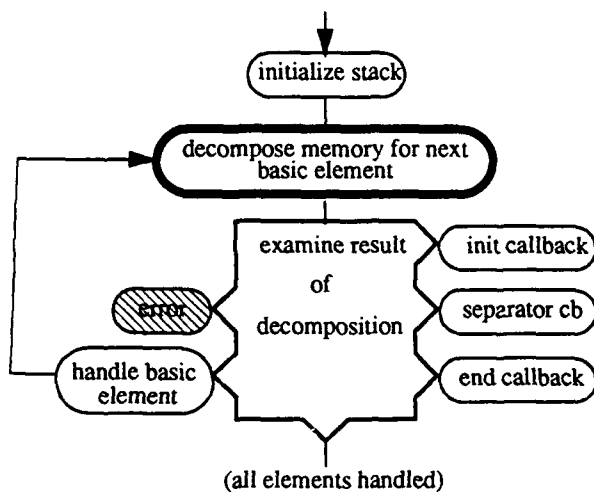 initialize stack
decompose memory for next
basic element
examine result
of
decomposition
init callback
error
separator cb
handle basic
element
end callback
(all elements handled)